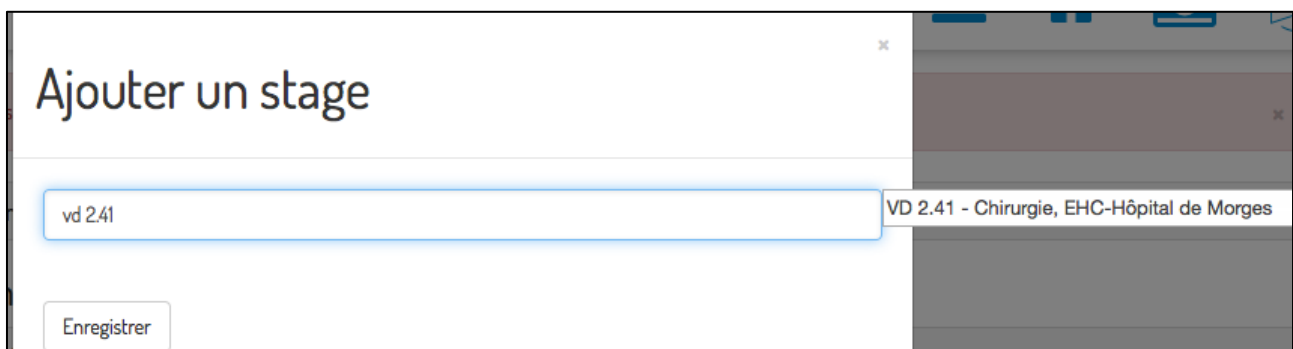 Ajouter un stage
vd 2.41
VD 2.41 - Chirurgie, EHC-Hôpital de Morges
Enregistrer